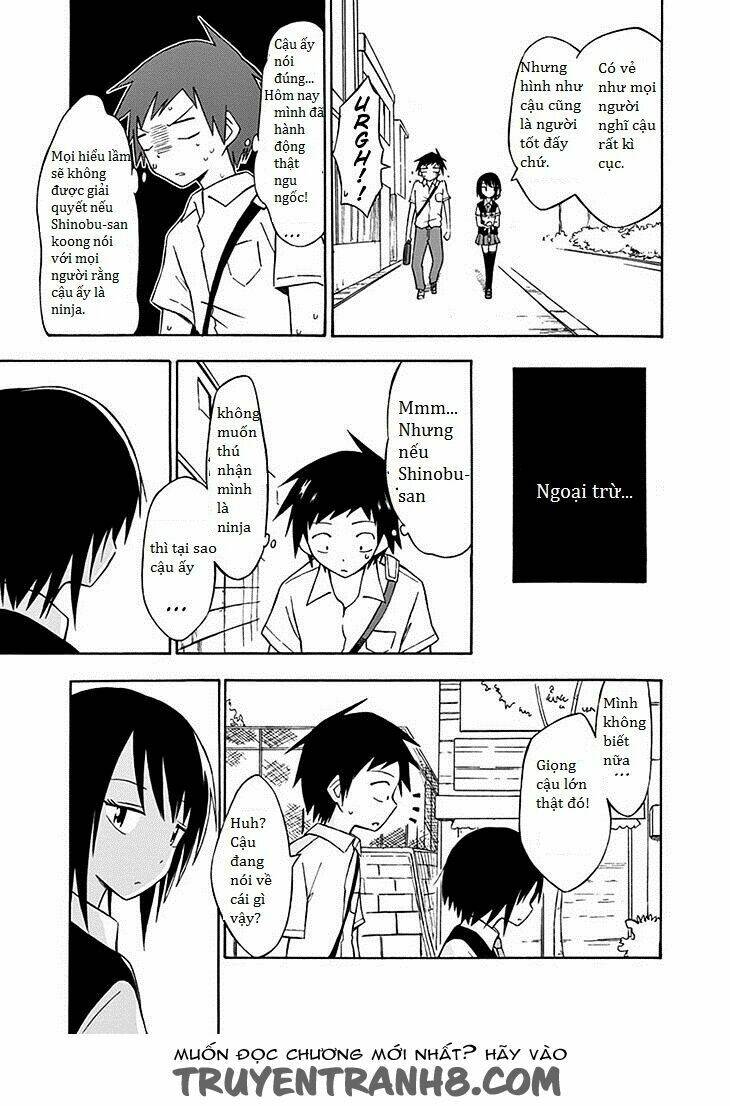 Có vẻ
như mọi
người
nghĩ cậu
rất kì
cục.
Nhưng
hình như
cậu cũng
là người
tốt đấy
chứ.
URGH!!
Cậu ấy
nói
đúng...
Hôm nay
mình đã
hành
động
thật
ngu
ngốc!
...
Mọi hiểu lầm
sẽ không
được giải
quyết nếu
Shinobu-san
koong nói
với mọi
người rằng
cậu ấy là
ninja.
Ngoại trừ...
Mmm...
Nhưng
nếu
Shinobu-
san
không
muốn
thú
nhận
mình
là
ninja
thì tại sao
cậu ấy
...
Mình
không
biết
nữa
...
Giọng
cậu lớn
thật đó!
Huh?
Cậu
đang
nói về
cái gì
vậy?
MUỐN ĐỌC CHƯƠNG MỚI NHẤT? HÃY VÀO
TRUYENTRANH8.COM